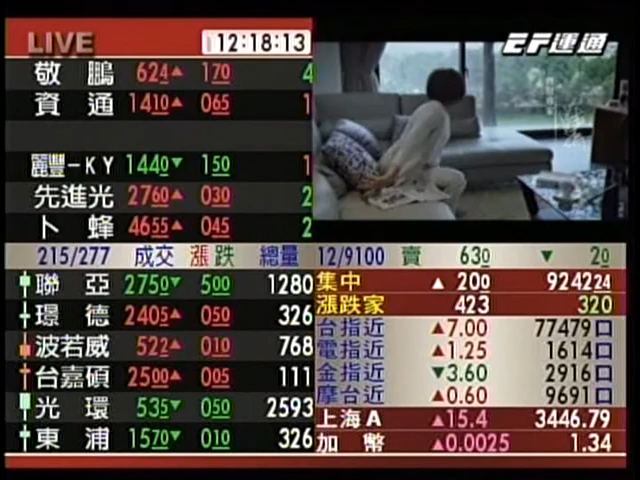 LIVE 12:18:13
EF運通
敬鵬 624▲ 170 4
資通 1410▲ 065 1
麗豐-KY 1440▼ 150 1
先進光 2760▲ 030 2
卜蜂 4655▲ 045 2
215/277 成交 漲跌 總量
12/9100 賣 630 ▼ 20
聯亞 2750▼ 500 1280
璟德 2405▲ 050 326
波若威 522▲ 010 768
台嘉碩 2500▲ 005 111
光環 535▼ 050 2593
東浦 1570▼ 010 326
集中 ▲ 200 924224
漲跌家 423 320
台指近 ▲7.00 77479口
電指近 ▲1.25 1614口
金指近 ▼3.60 2916口
摩台近 ▲0.60 9691口
上海A ▲15.4 3446.79
加幣 ▲0.0025 1.34